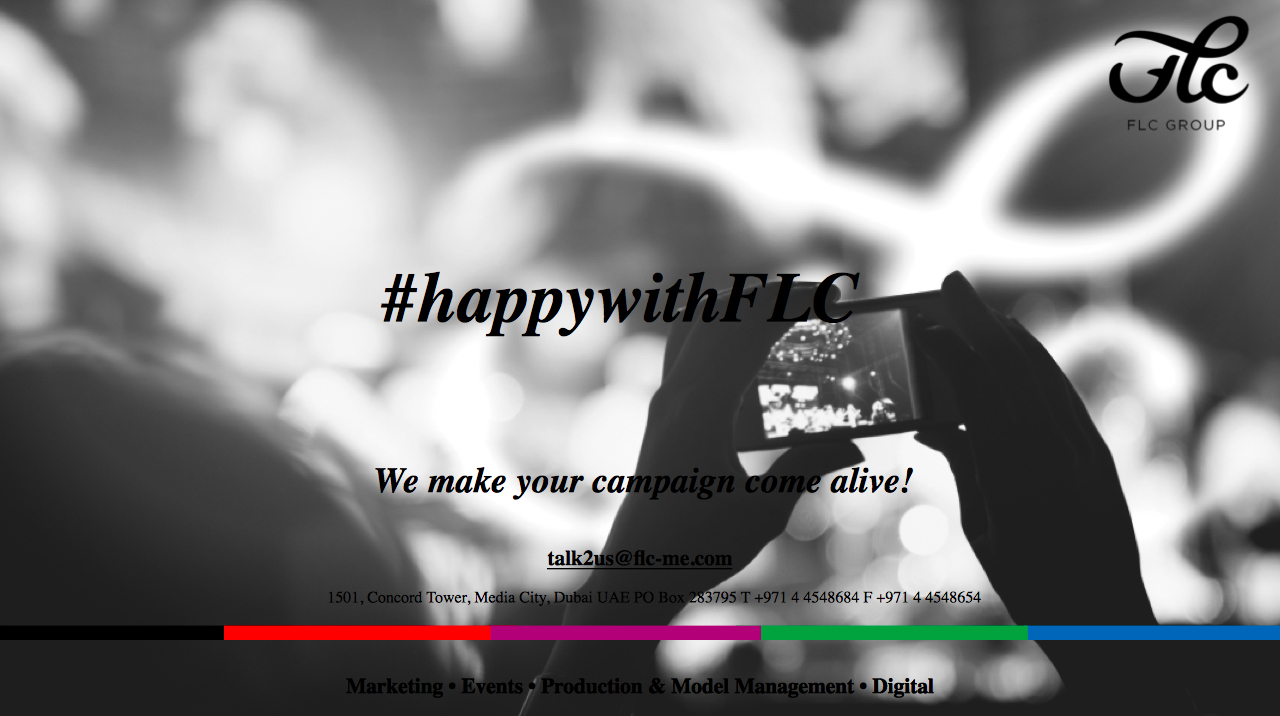 Flc
FLC GROUP
#happywithFLC
We make your campaign come alive!
talk2us@flc-me.com
1501, Concord Tower, Media City, Dubai UAE PO Box 283795 T +971 4 4548684 F +971 4 4548654
Marketing • Events • Production & Model Management • Digital